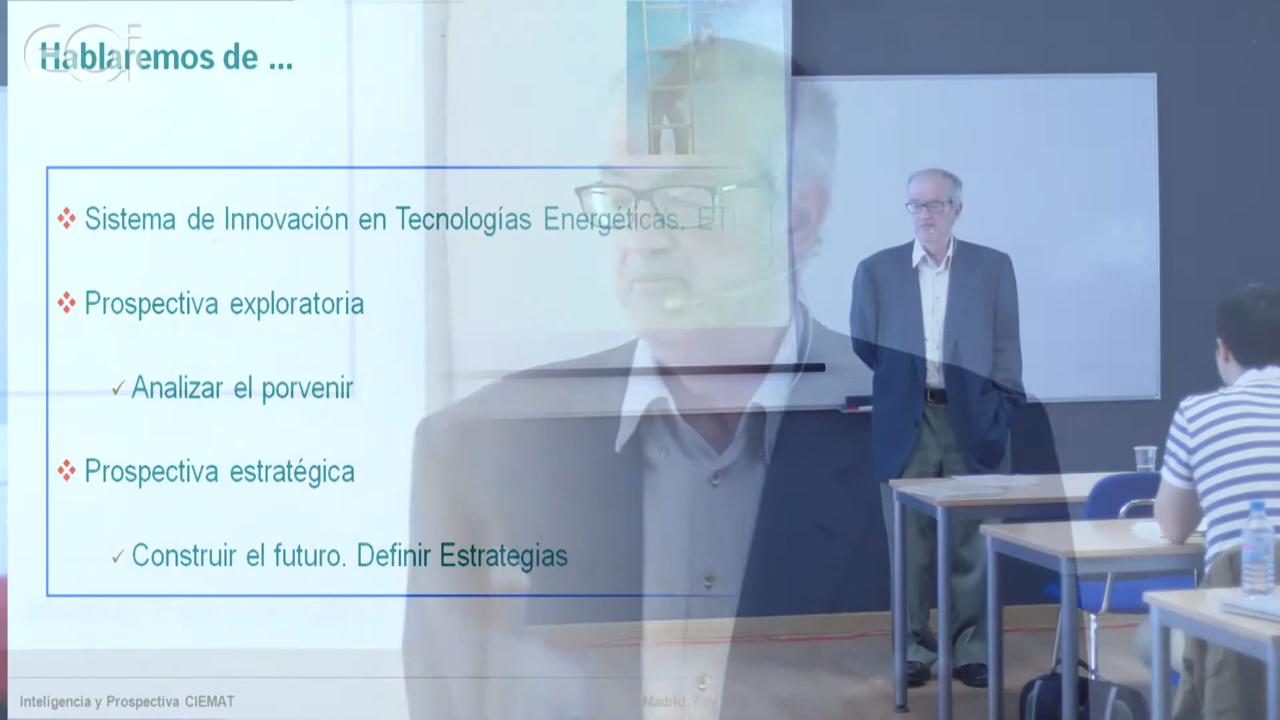 Hablaremos de ...
Sistema de Innovación en Tecnologías Energéticas,
Prospectiva exploratoria
Analizar el porvenir
Prospectiva estratégica
Construir el futuro. Definir Estrategias
Inteligencia y Prospectiva CIEMAT
Madrid, 7